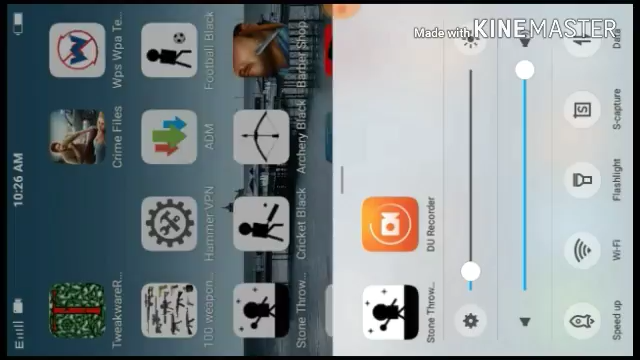 Made with KINEMASTER
10:26 AM
E
Wps Wpa Te...
Crime Files
TweakwareR...
Football Black
ADM
Hammer VPN
100 weapon...
Barber Shop
Archery Black
Cricket Black
Stone Throw...
DU Recorder
Stone Throw...
Data
S-capture
Flashlight
Wi-Fi
Speed up